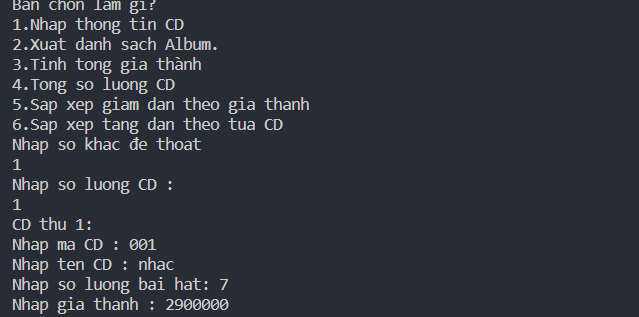 Ban chon lam gi?
1.Nhap thong tin CD
2.Xuat danh sach Album.
3.Tinh tong gia thành
4.Tong so luong CD
5.Sap xep giam dan theo gia thanh
6.Sap xep tang dan theo tua CD
Nhap so khac đe thoat
1
Nhap so luong CD :
1
CD thu 1:
Nhap ma CD : 001
Nhap ten CD : nhac
Nhap so luong bai hat: 7
Nhap gia thanh : 2900000